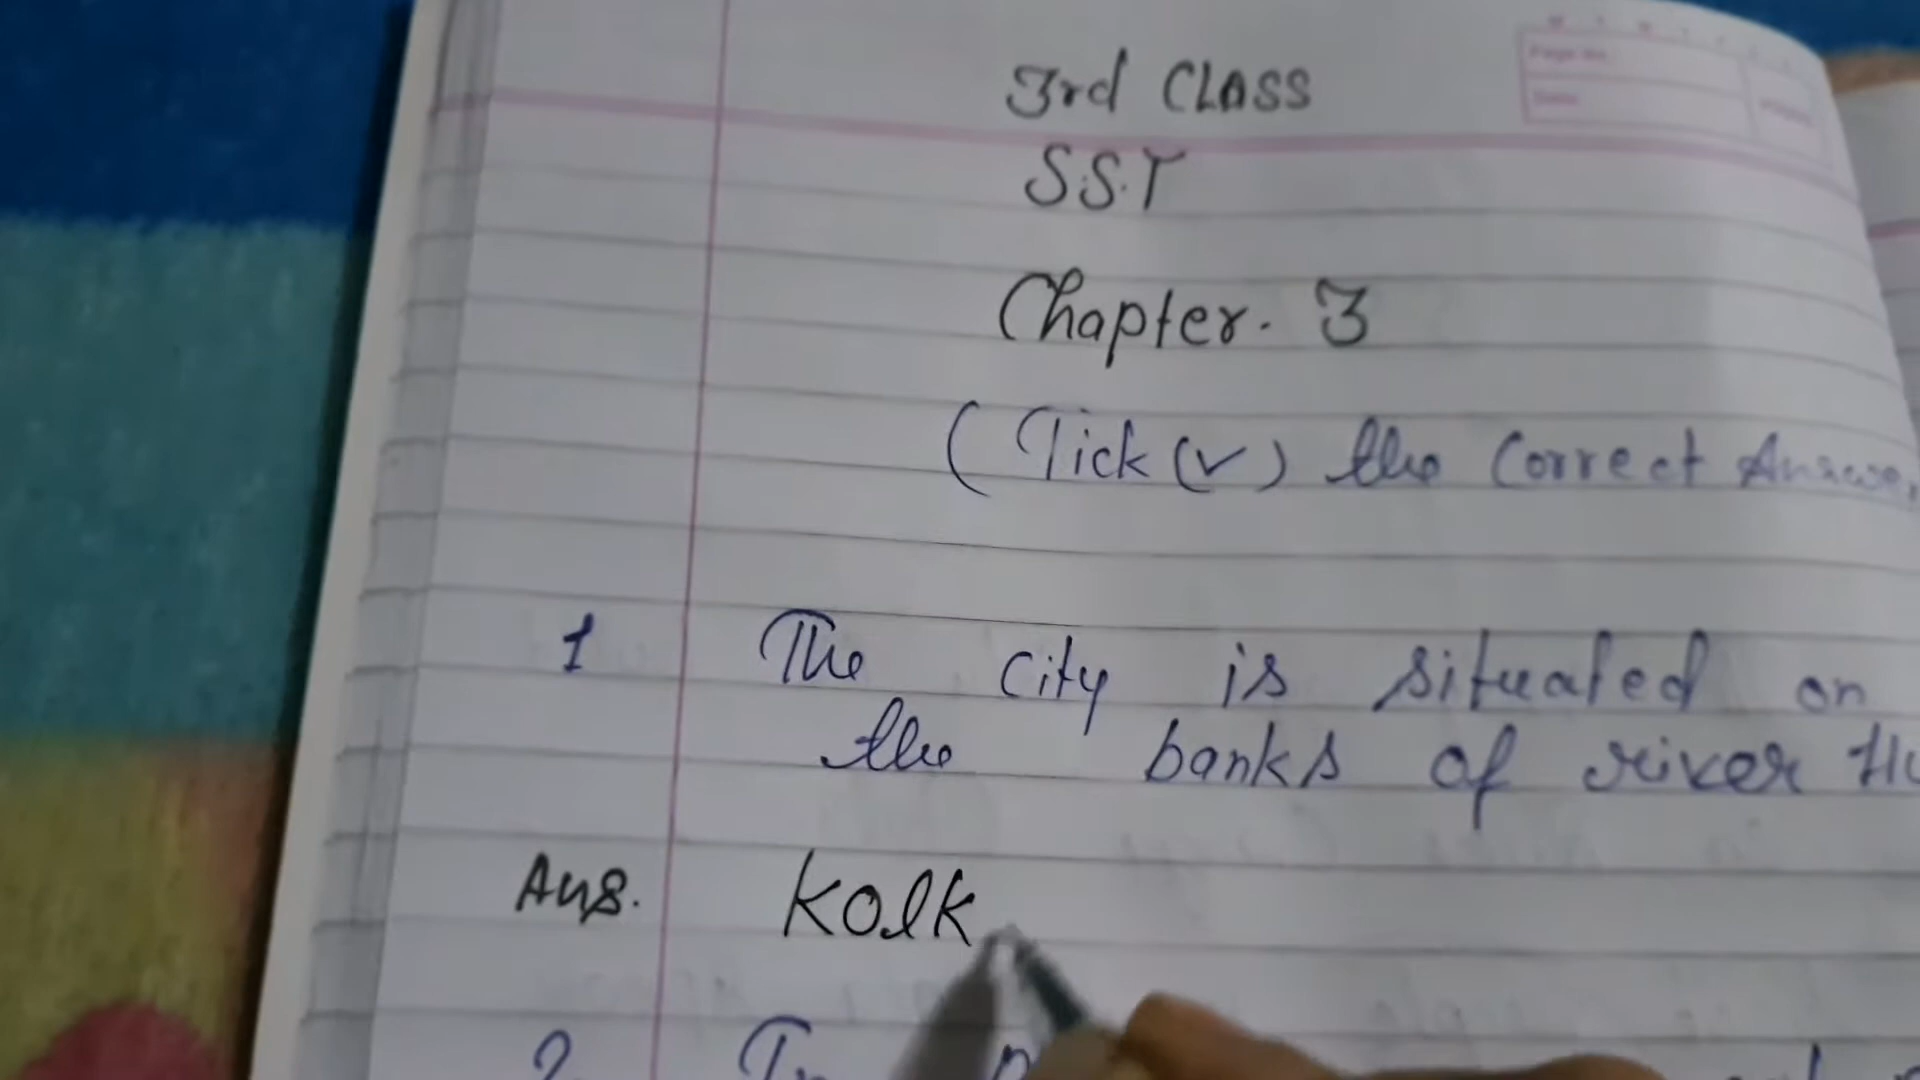 3rd CLASS
S.S.T
Chapter. 3
( Tick (✓) the Correct
1 The city is situated on
the banks of river
Ans. Kolk
2